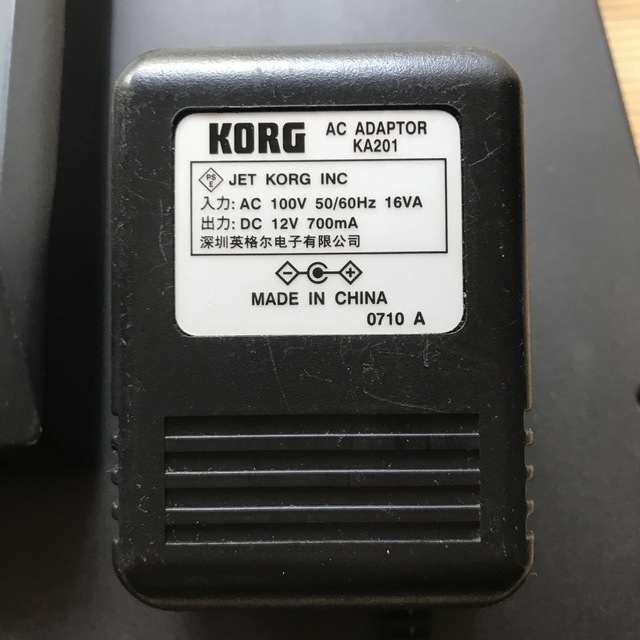 KORG AC ADAPTOR
KA201
PS
E
JET KORG INC
入力: AC 100V 50/60Hz 16VA
出力: DC 12V 700mA
深圳英格尔电子有限公司
MADE IN CHINA
0710 A